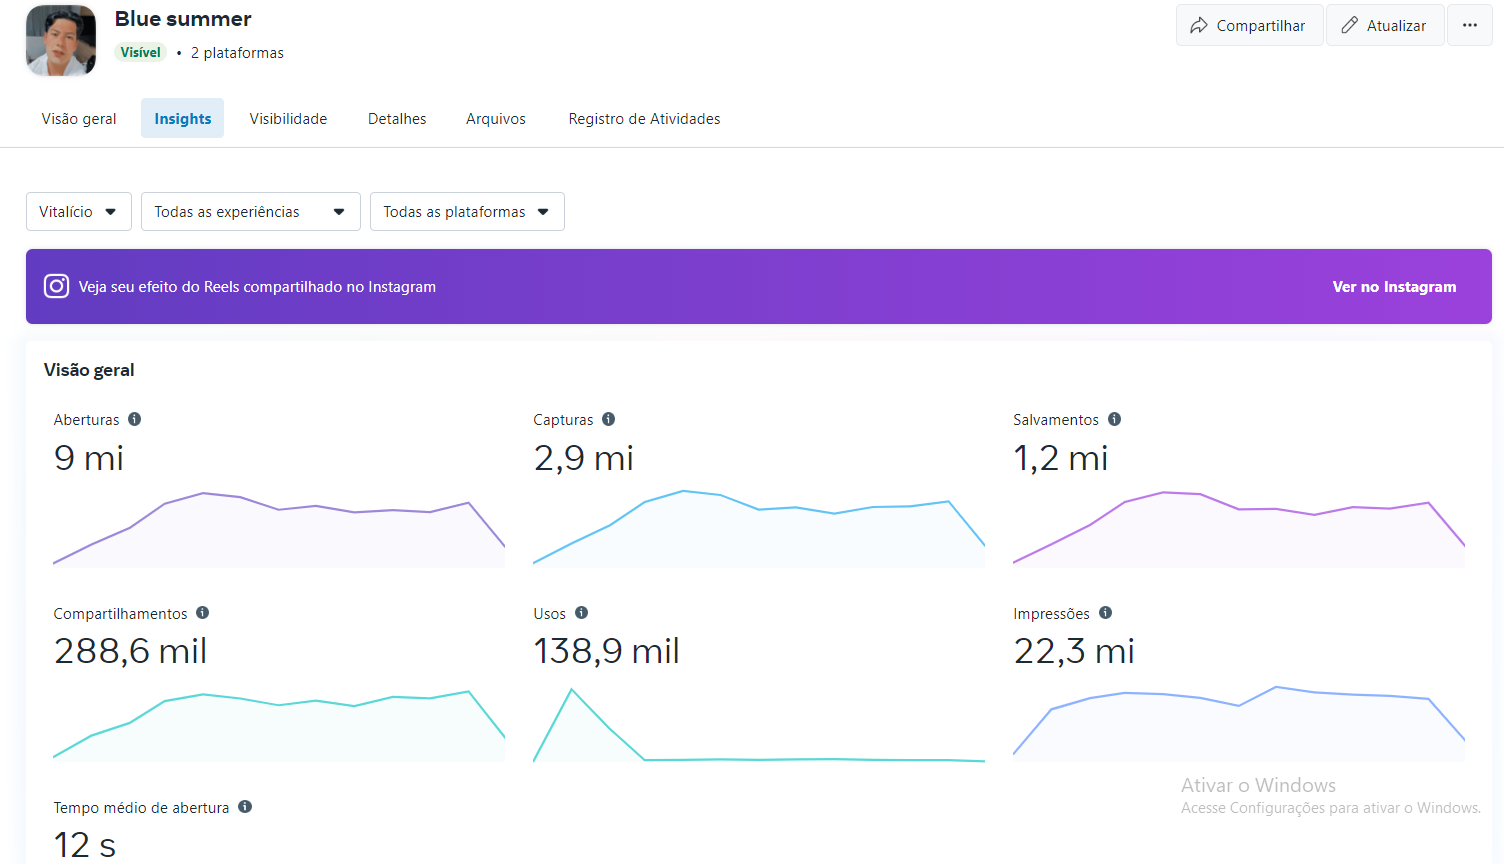 Blue summer
Visível • 2 plataformas
Compartilhar
Atualizar
Visão geral
Insights
Visibilidade
Detalhes
Arquivos
Registro de Atividades
Vitalício
Todas as experiências
Todas as plataformas
Veja seu efeito do Reels compartilhado no Instagram
Ver no Instagram
Visão geral
Aberturas
9 mi
Capturas
2,9 mi
Salvamentos
1,2 mi
Compartilhamentos
288,6 mil
Usos
138,9 mil
Impressões
22,3 mi
Tempo médio de abertura
12 s
Ativar o Windows
Acesse Configurações para ativar o Windows.